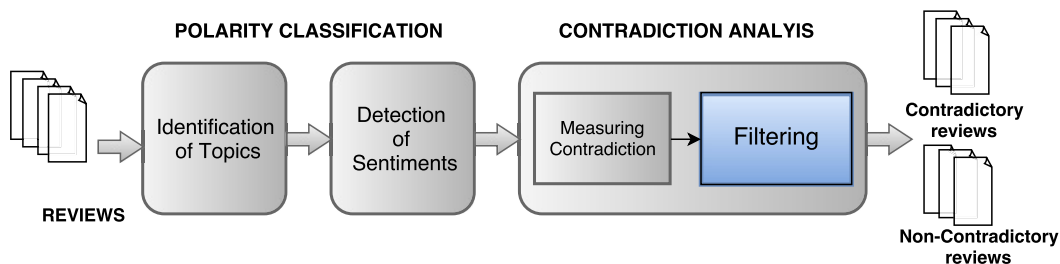 POLARITY CLASSIFICATION
CONTRADICTION ANALYIS
REVIEWS
Identification
of Topics
Detection
of
Sentiments
Measuring
Contradiction
Filtering
Contradictory
reviews
Non-Contradictory
reviews